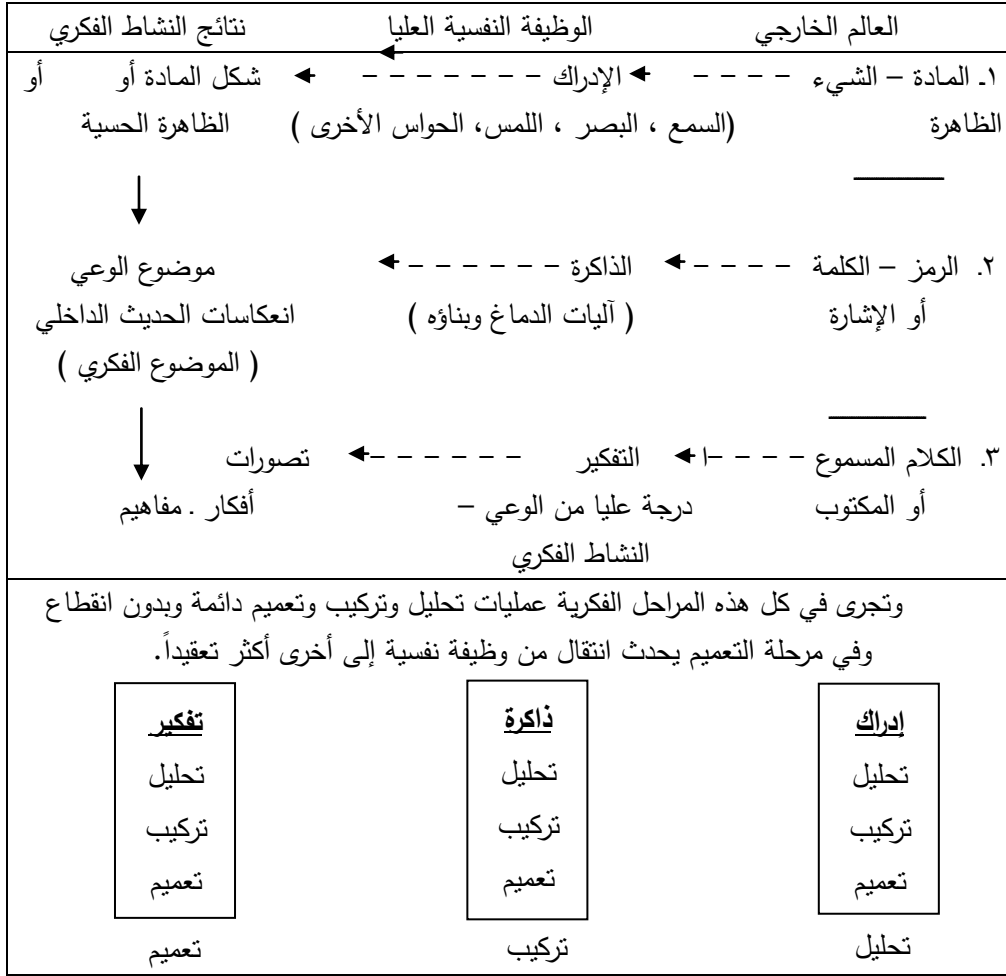 العالم الخارجي الوظيفة النفسية العليا نتائج النشاط الفكري
١ـ المادة – الشيء الإدراك شكل المادة أو أو
الظاهرة (السمع ، البصر ، اللمس، الحواس الأخرى ) الظاهرة الحسية
٢. الرمز – الكلمة الذاكرة موضوع الوعي
أو الإشارة ( آليات الدماغ وبناؤه ) انعكاسات الحديث الداخلي
( الموضوع الفكري )
٣. الكلام المسموع ا التفكير تصورات
أو المكتوب درجة عليا من الوعي – أفكار . مفاهيم
النشاط الفكري
وتجرى في كل هذه المراحل الفكرية عمليات تحليل وتركيب وتعميم دائمة وبدون انقطاع
وفي مرحلة التعميم يحدث انتقال من وظيفة نفسية إلى أخرى أكثر تعقيداً.
إدراك ذاكرة تفكير
تحليل تحليل تحليل
تركيب تركيب تركيب
تعميم تعميم تعميم
تحليل تركيب تعميم